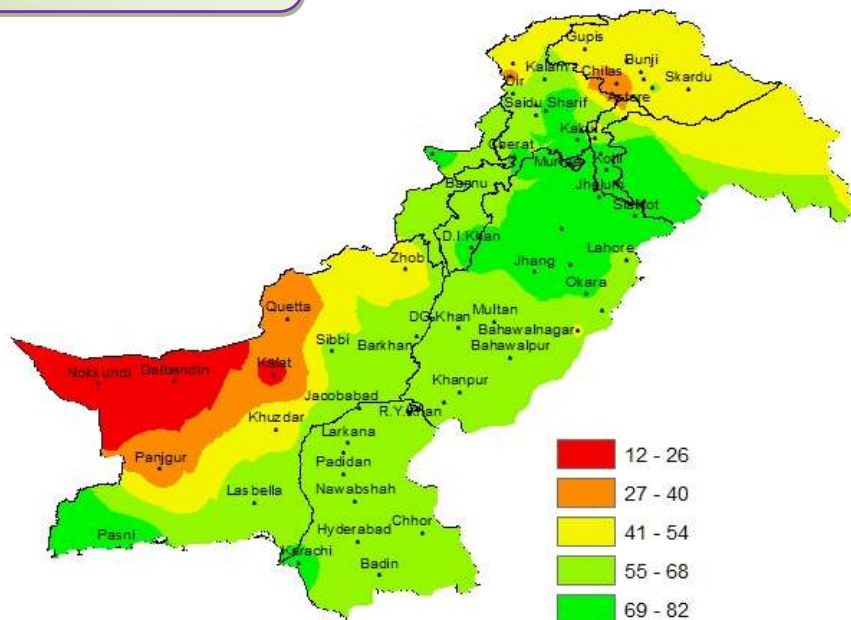 Gupis
Bunji
Kalam
Chilas
Skardu
Dir
Astore
Saidu Sharif
Kakul
Cherat
Murree
Kotli
Bannu
Jhelum
Sialkot
D.I.Khan
Lahore
Zhob
Jhang
Okara
Quetta
DG.Khan
Multan
Bahawalnagar
Sibbi
Barkhan
Bahawalpur
Nokkundi
Dalbandin
Kalat
Khanpur
Jacobabad
R.Y.Khan
Khuzdar
Larkana
Panjgur
Padidan
Lasbella
Nawabshah
Pasni
Hyderabad
Chhor
Karachi
Badin
12 - 26
27 - 40
41 - 54
55 - 68
69 - 82